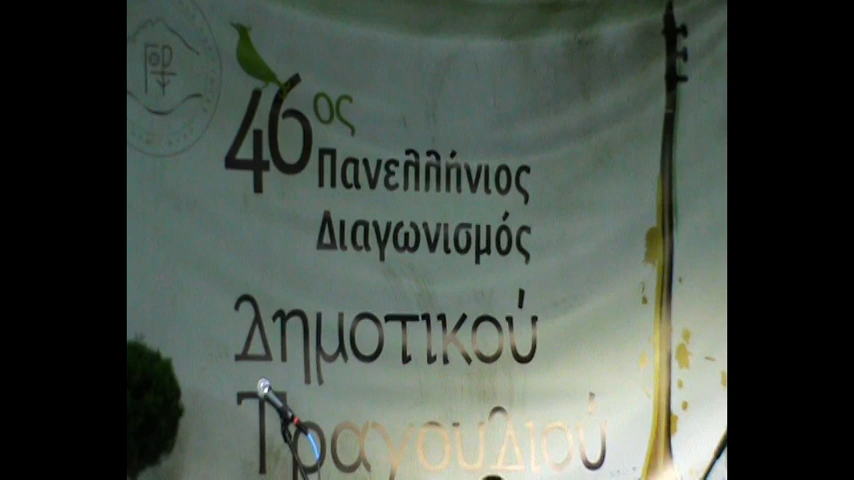 46ος
Πανελλήνιος
Διαγωνισμός
Δημοτικού
Τραγουδιού